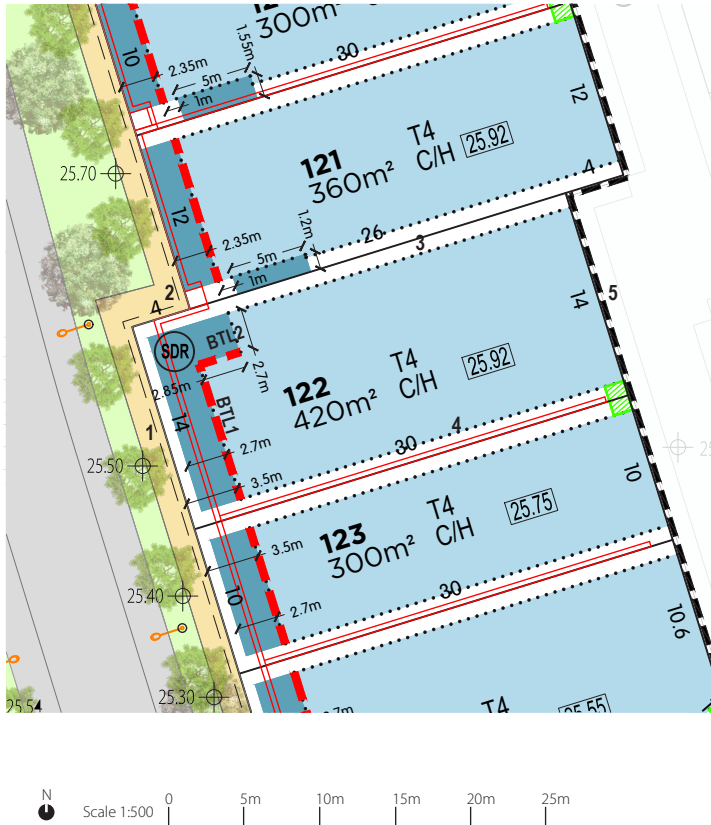 300m²
10
2.35m
5m
1m
1.55m
30
12
25.70
121
360m²
T4
C/H
25.92
4
12
2.35m
5m
1m
1.2m
26
3
2
4
5
14
SDR
BTL2
2.85m
2.7m
BTL1
122
420m²
T4
C/H
25.92
1
14
2.7m
3.5m
30
4
25.50
10
123
300m²
T4
C/H
25.75
3.5m
10
2.7m
30
25.40
10.6
25.30
T4
25.55
N
Scale 1:500
0
5m
10m
15m
20m
25m